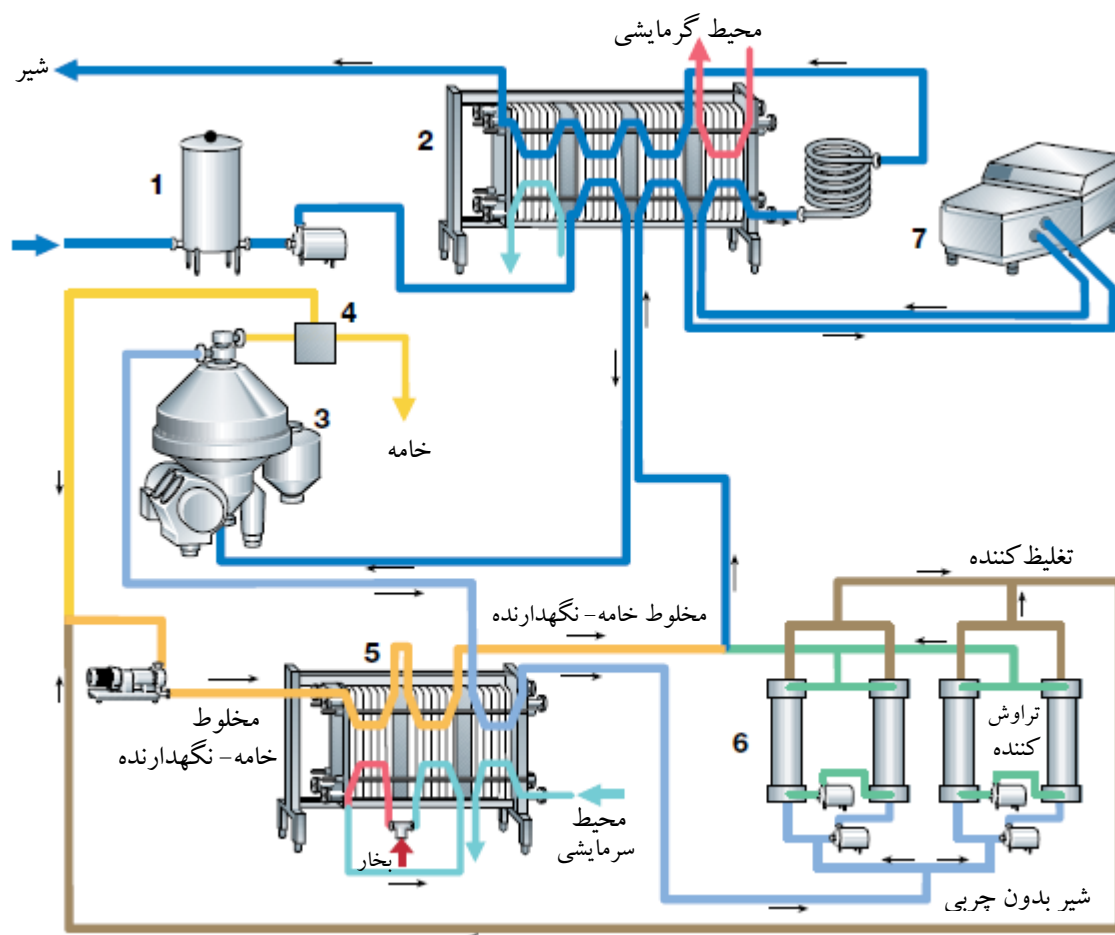 محیط گرمایشی
شیر
2
1
7
4
3
خامه
تغلیظ کننده
مخلوط خامه- نگهدارنده
5
6
تراوش
کننده
مخلوط
خامه- نگهدارنده
محیط
سرمایشی
بخار
شیر بدون چربی